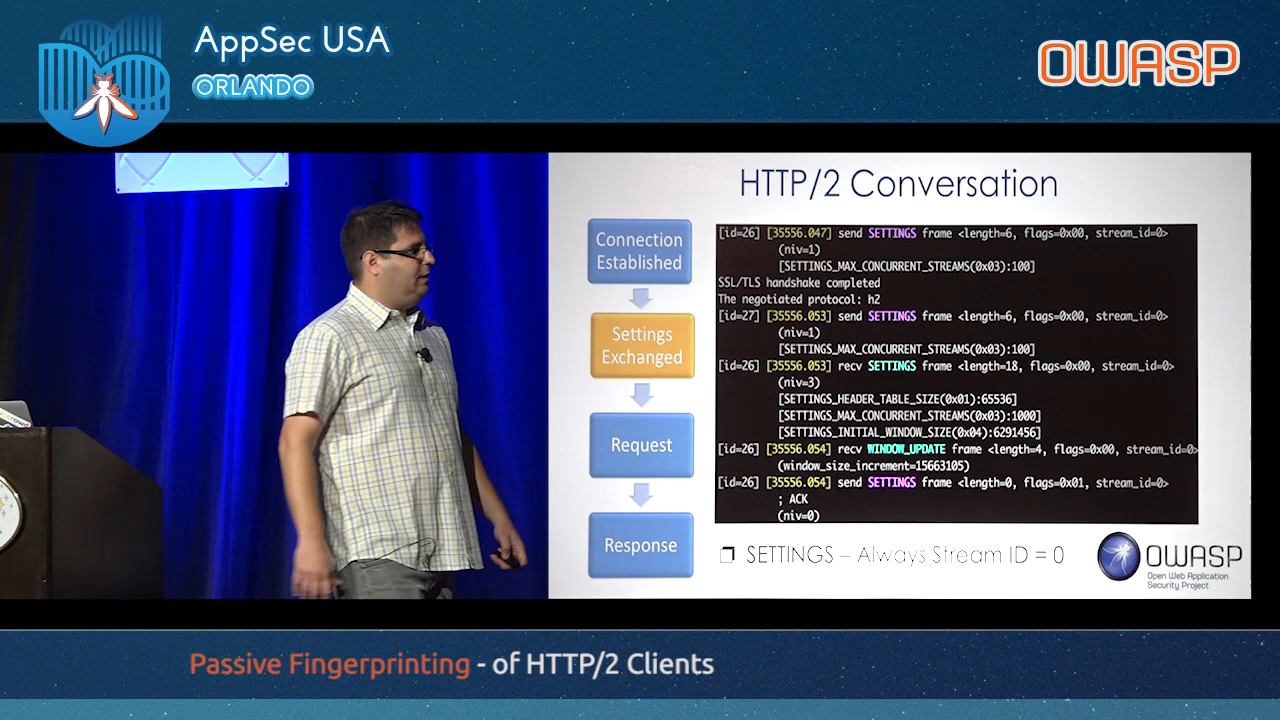 AppSec USA
ORLANDO
OWASP
HTTP/2 Conversation
Connection
Established
Settings
Exchanged
Request
Response
[id=26] [35556.047] send SETTINGS frame <length=6, flags=0x00, stream_id=0>
(niv=1)
[SETTINGS_MAX_CONCURRENT_STREAMS(0x03):100]
SSL/TLS handshake completed
The negotiated protocol: h2
[id=27] [35556.053] send SETTINGS frame <length=6, flags=0x00, stream_id=0>
(niv=1)
[SETTINGS_MAX_CONCURRENT_STREAMS(0x03):100]
[id=26] [35556.053] recv SETTINGS frame <length=18, flags=0x00, stream_id=0>
(niv=3)
[SETTINGS_HEADER_TABLE_SIZE(0x01):65536]
[SETTINGS_MAX_CONCURRENT_STREAMS(0x03):1000]
[SETTINGS_INITIAL_WINDOW_SIZE(0x04):6291456]
[id=26] [35556.054] recv WINDOW_UPDATE frame <length=4, flags=0x00, stream_id=0>
(window_size_increment=15663105)
[id=26] [35556.054] send SETTINGS frame <length=0, flags=0x01, stream_id=0>
; ACK
(niv=0)
SETTINGS – Always Stream ID = 0
OWASP
Open Web Application
Security Project
Passive Fingerprinting - of HTTP/2 Clients